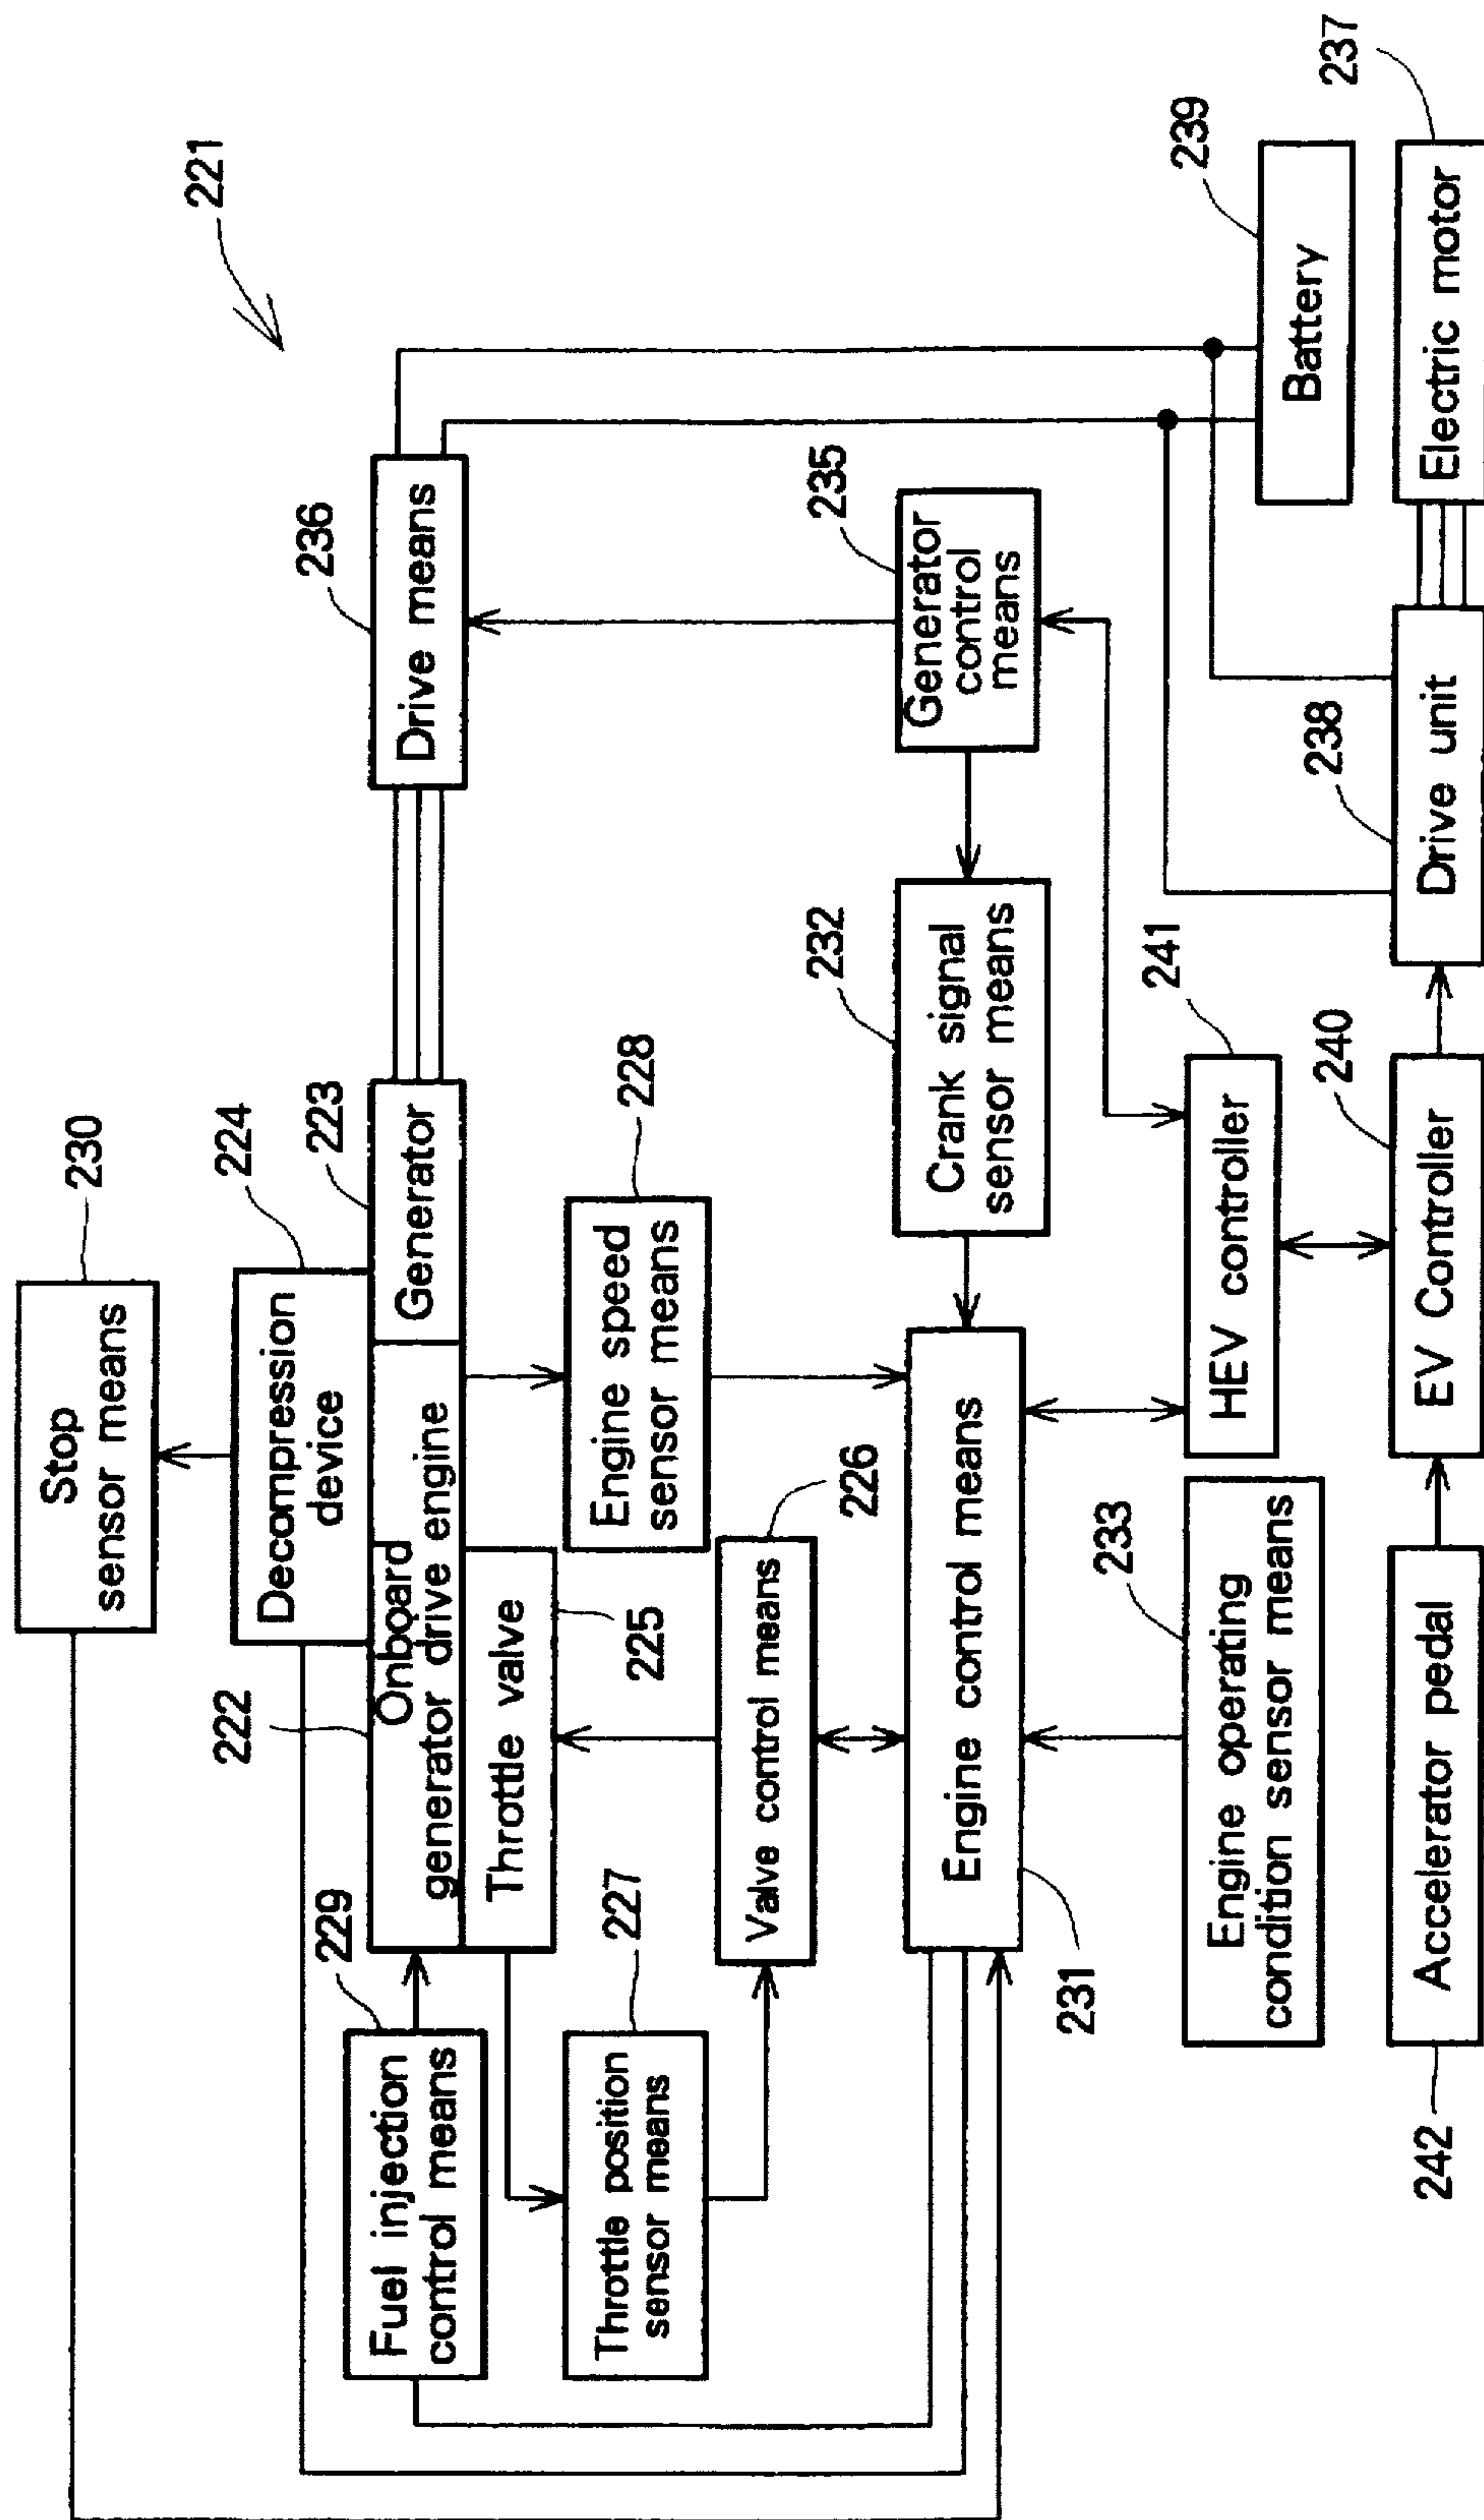 230
Stop
sensor means
221
224
Decompression
device
222
223
236
229
Onboard
generator drive engine
Generator
Drive means
Fuel injection
control means
Throttle valve
225
228
Engine speed
sensor means
227
Throttle position
sensor means
226
Valve control means
232
Crank signal
sensor means
235
Generator
control
means
Engine control means
231
233
Engine operating
condition sensor means
241
HEV controller
239
Battery
242
Accelerator pedal
240
EV Controller
238
Drive unit
237
Electric motor